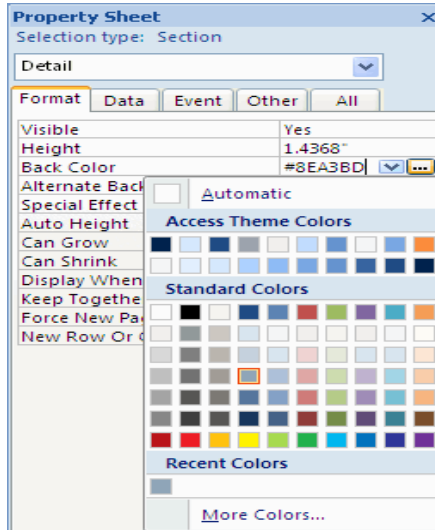 Property Sheet
Selection type: Section
Detail
Format Data Event Other All
Visible Yes
Height 1.4368"
Back Color #8EA3BD
Alternate Back
Special Effect
Auto Height
Can Grow
Can Shrink
Display When
Keep Togethe
Force New Pa
New Row Or
Automatic
Access Theme Colors
Standard Colors
Recent Colors
More Colors...